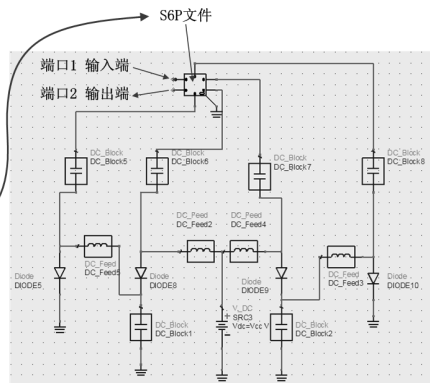 S6P文件
端口1 输入端
端口2 输出端
DC_Block
DC_Block5
DC_Block
DC_Block6
DC_Block
DC_Block7
DC_Block
DC_Block8
DC_Feed
DC_Feed2
DC_Feed
DC_Feed4
DC_Feed
DC_Feed5
DC_Feed
DC_Feed3
Diode
DIODE5
Diode
DIODE8
Diode
DIODE9
Diode
DIODE10
V_DC
SRC3
Vdc=Vcc V
DC_Block
DC_Block1
DC_Block
DC_Block2